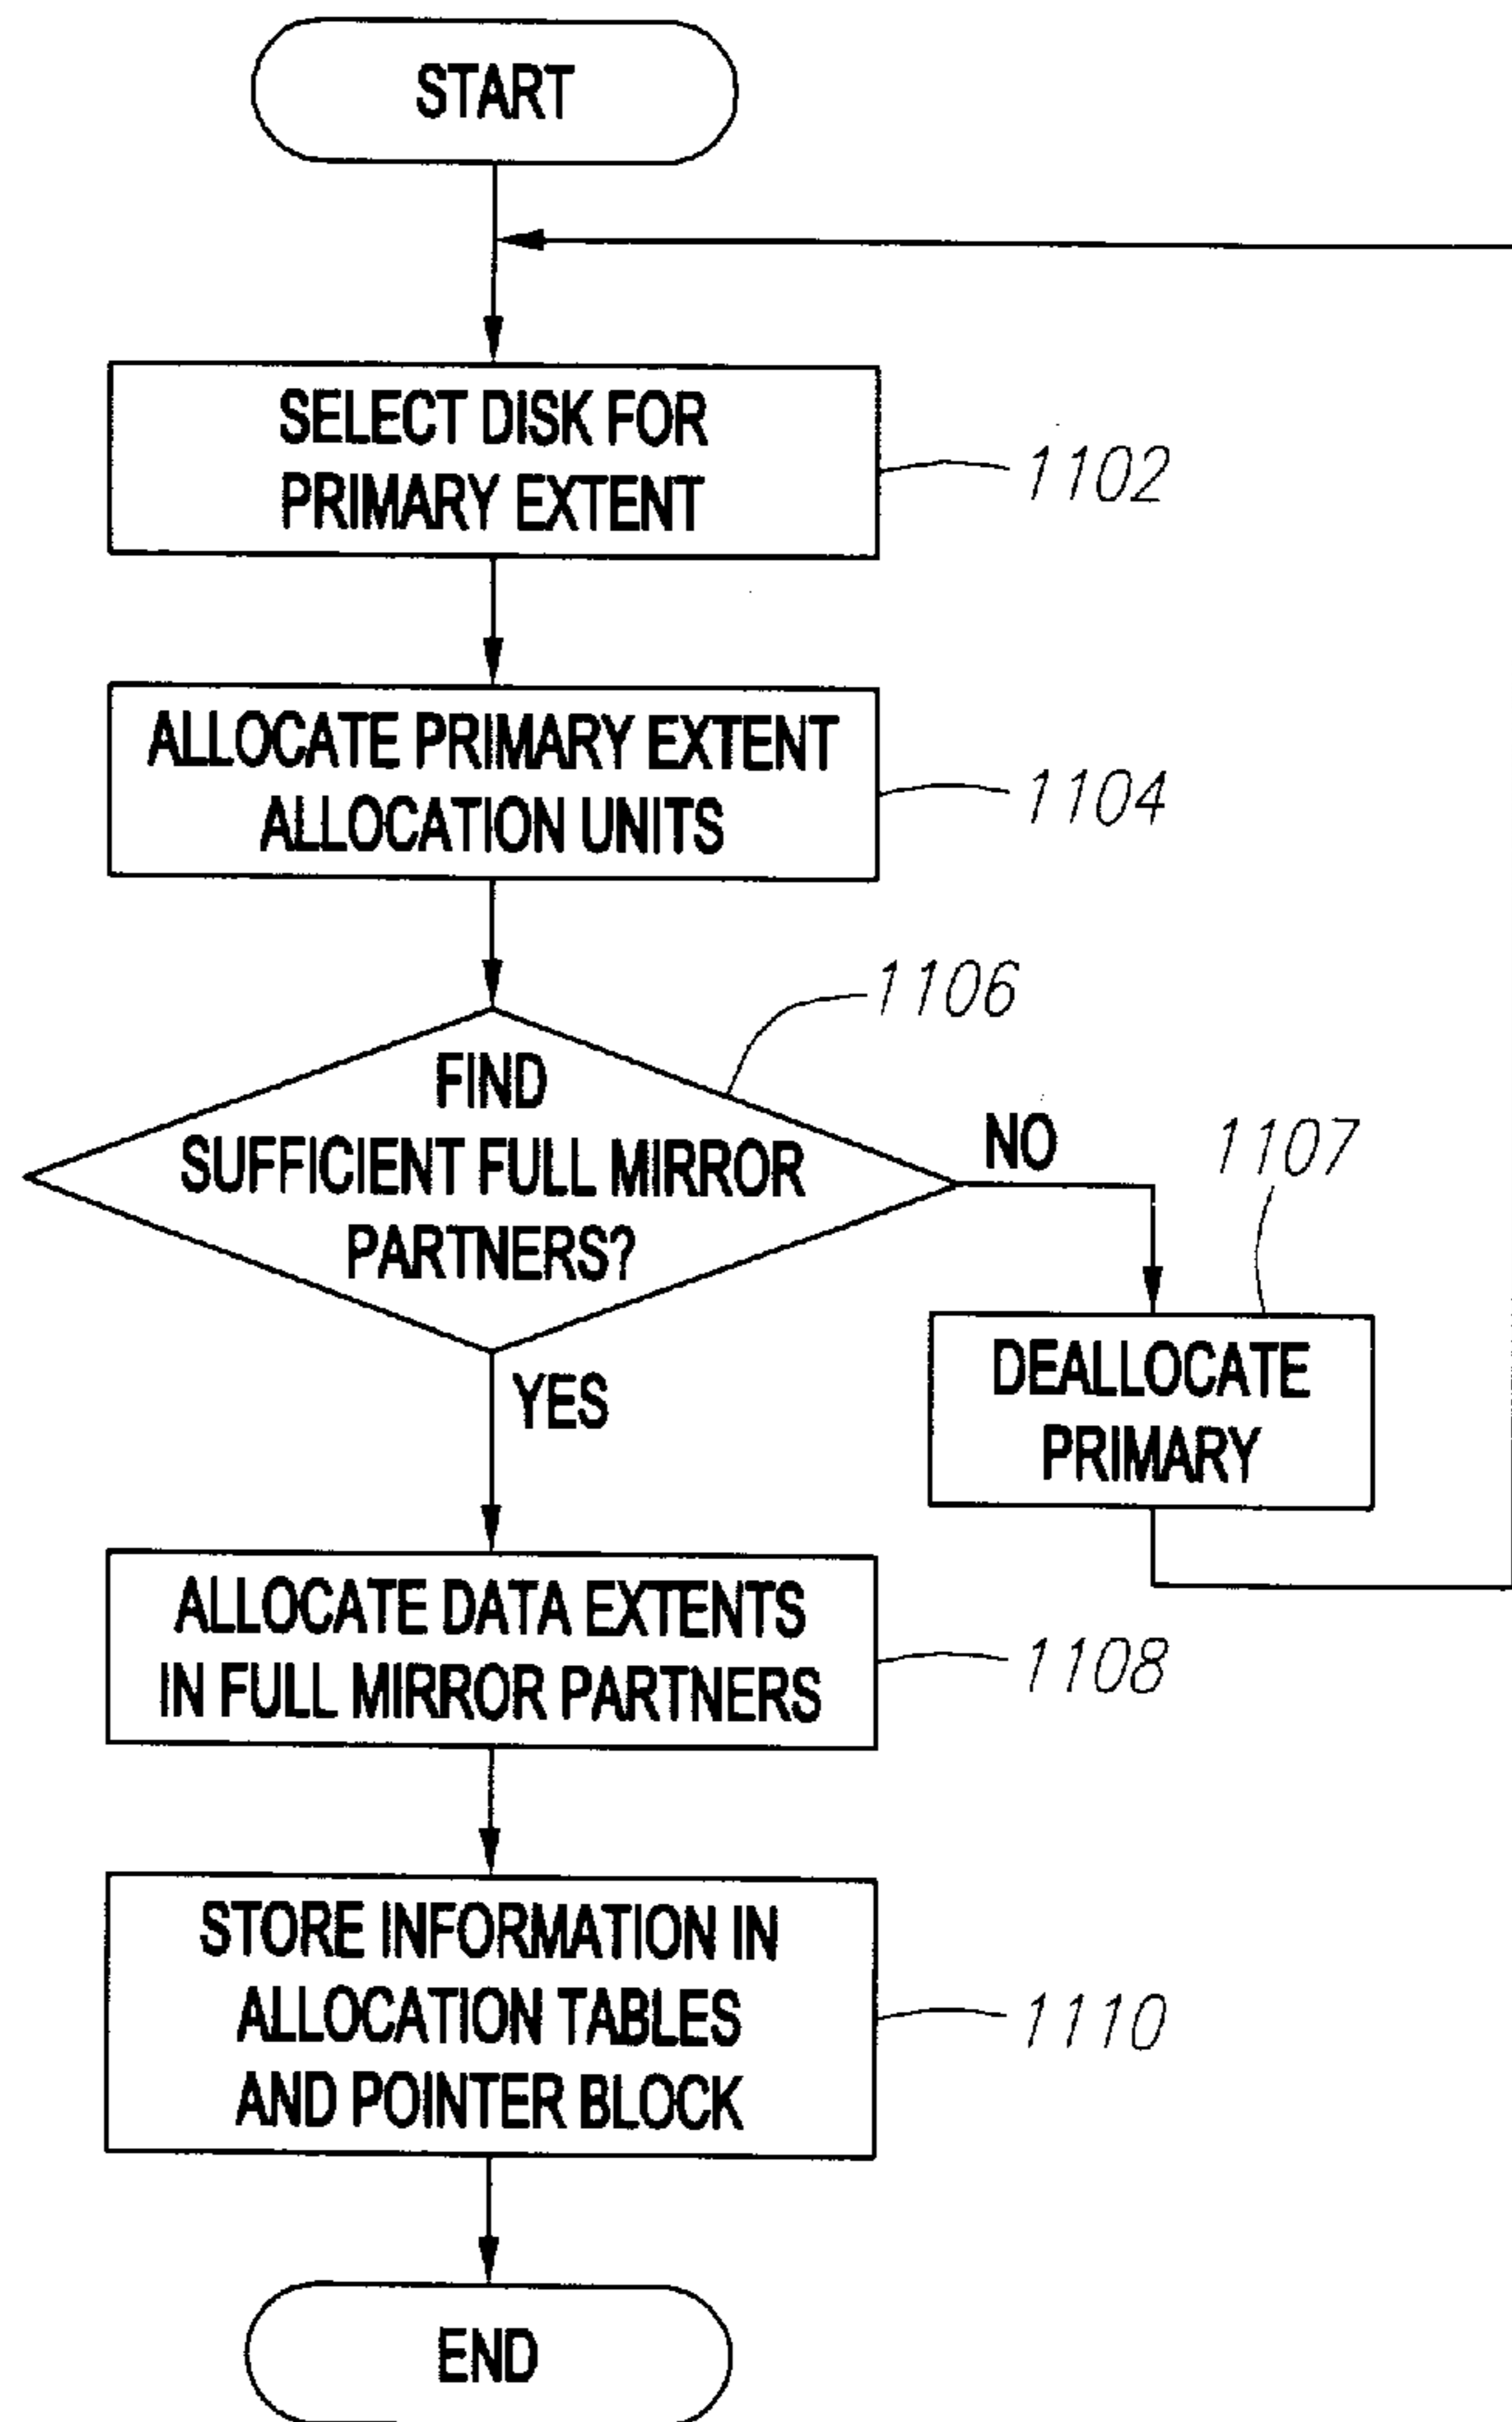 START
SELECT DISK FOR
PRIMARY EXTENT
1102
ALLOCATE PRIMARY EXTENT
ALLOCATION UNITS
1104
1106
FIND
SUFFICIENT FULL MIRROR
PARTNERS?
NO
1107
DEALLOCATE
PRIMARY
YES
ALLOCATE DATA EXTENTS
IN FULL MIRROR PARTNERS
1108
STORE INFORMATION IN
ALLOCATION TABLES
AND POINTER BLOCK
1110
END